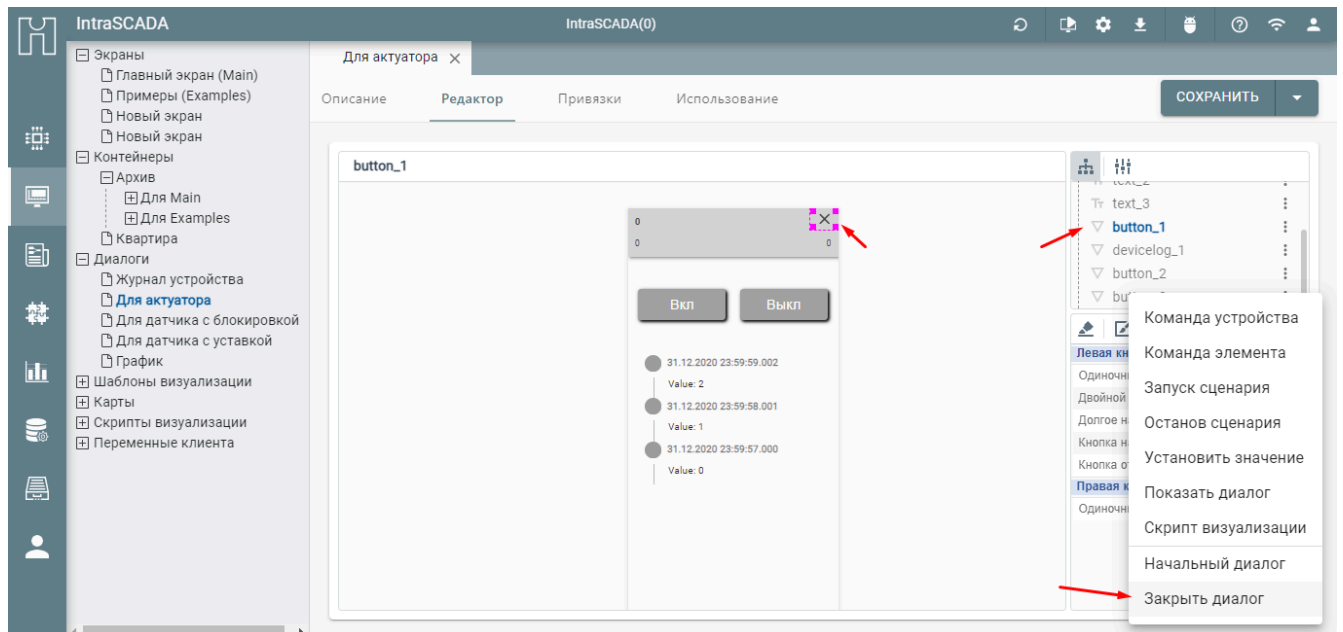 IntraSCADA
IntraSCADA(0)
Экраны
Главный экран (Main)
Примеры (Examples)
Новый экран
Новый экран
Контейнеры
Архив
Для Main
Для Examples
Квартира
Диалоги
Журнал устройства
Для актуатора
Для датчика с блокировкой
Для датчика с уставкой
График
Шаблоны визуализации
Карты
Скрипты визуализации
Переменные клиента
Для актуатора
Описание Редактор Привязки Использование
СОХРАНИТЬ
button_1
0
0 0
Вкл Выкл
31.12.2020 23:59:59.002
Value: 2
31.12.2020 23:59:58.001
Value: 1
31.12.2020 23:59:57.000
Value: 0
text_2
Тт text_3
button_1
devicelog_1
button_2
Левая кн
Одиночн
Двойной
Долгое н
Кнопка н
Кнопка о
Правая к
Одиночн
Команда устройства
Команда элемента
Запуск сценария
Останов сценария
Установить значение
Показать диалог
Скрипт визуализации
Начальный диалог
Закрыть диалог